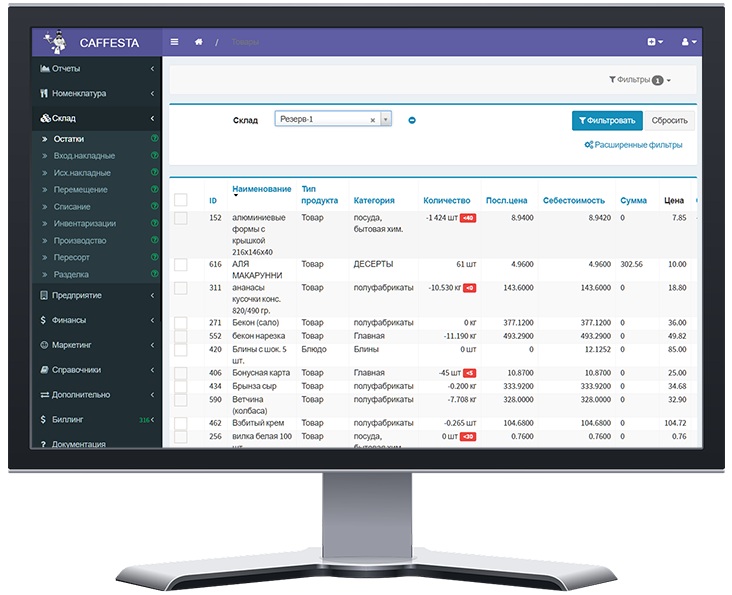 CAFFESTA
/ Товары
Отчеты
Номенклатура
Склад
Остатки
Вход.накладные
Исх.накладные
Перемещение
Списание
Инвентаризации
Производство
Пересорт
Разделка
Предприятие
$ Финансы
Маркетинг
Справочники
Дополнительно
$ Биллинг 316
? Документация
Фильтры 1
Склад Резерв-1 × Фильтровать Сбросить
Расширенные фильтры
ID Наименование Тип продукта Категория Количество Посл.цена Себестоимость Сумма Цена
152 алюминиевые Товар посуда, -1 424 шт <40 8.9400 8.9420 0 7.85
формы с бытовая хим.
крышкой
216х146х40
616 АЛЯ Товар ДЕСЕРТЫ 61 шт 4.9600 4.9600 302.56 10.00
МАКАРУННИ
311 ананасы Товар полуфабрикаты -10.530 кг <0 143.6000 143.6000 0 18.80
кусочки конс.
820/490 гр.
271 Бекон (сало) Товар полуфабрикаты 0 кг 377.1200 377.1200 0 36.00
552 бекон нарезка Товар Главная -11.190 кг 493.2900 493.2900 0 49.82
420 Блины с шок. 5 Блюдо Блины 0 шт 0 12.1252 0 85.00
шт.
406 Бонусная карта Товар Главная -45 шт <5 10.8700 10.8700 0 25.00
434 Брынза сыр Товар полуфабрикаты -0.200 кг 333.9200 333.9200 0 34.68
590 Ветчина Товар полуфабрикаты -7.708 кг 328.0000 328.0000 0 32.90
(колбаса)
462 Взбитый крем Товар полуфабрикаты -0.265 шт 104.6800 104.6800 0 104.72
256 вилка белая 100 Товар посуда, 0 шт <30 0.7600 0.7600 0 0.76
шт бытовая хим.